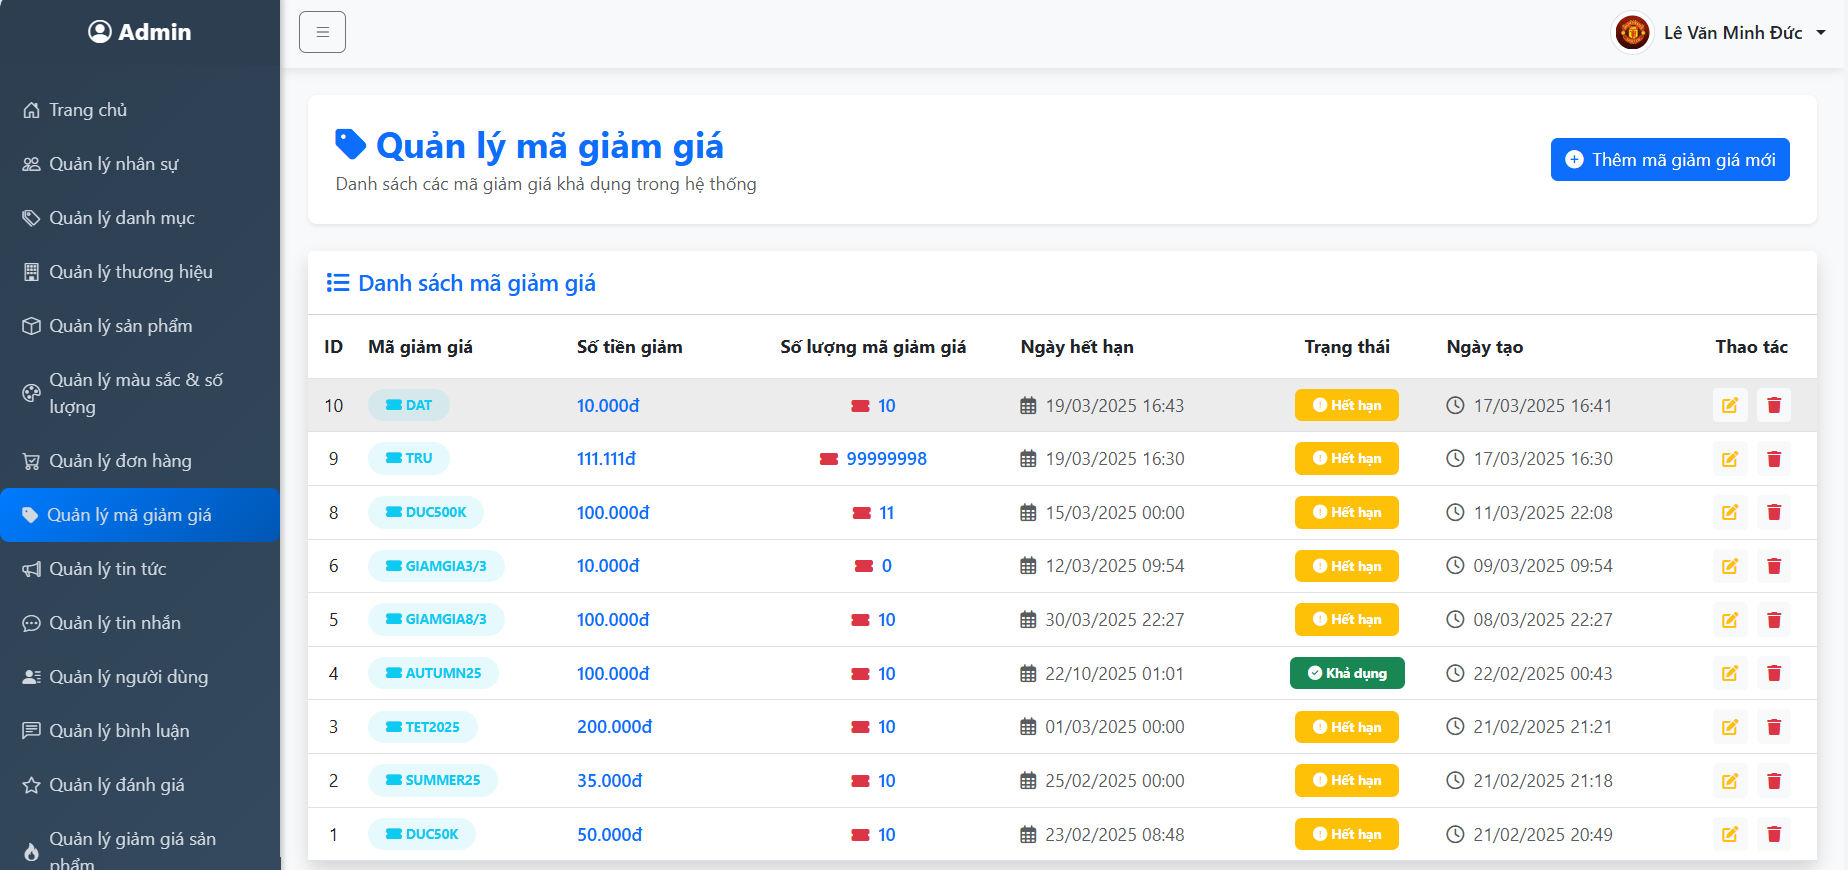 Admin
Lê Văn Minh Đức
Trang chủ
Quản lý nhân sự
Quản lý danh mục
Quản lý thương hiệu
Quản lý sản phẩm
Quản lý màu sắc & số
lượng
Quản lý đơn hàng
Quản lý mã giảm giá
Quản lý tin tức
Quản lý tin nhắn
Quản lý người dùng
Quản lý bình luận
Quản lý đánh giá
Quản lý giảm giá sản
phẩm
Quản lý mã giảm giá
Danh sách các mã giảm giá khả dụng trong hệ thống
Thêm mã giảm giá mới
Danh sách mã giảm giá
ID Mã giảm giá Số tiền giảm Số lượng mã giảm giá Ngày hết hạn Trạng thái Ngày tạo Thao tác
10 DAT 10.000đ 10 19/03/2025 16:43 Hết hạn 17/03/2025 16:41
9 TRU 111.111đ 99999998 19/03/2025 16:30 Hết hạn 17/03/2025 16:30
8 DUC500K 100.000đ 11 15/03/2025 00:00 Hết hạn 11/03/2025 22:08
6 GIAMGIA3/3 10.000đ 0 12/03/2025 09:54 Hết hạn 09/03/2025 09:54
5 GIAMGIA8/3 100.000đ 10 30/03/2025 22:27 Hết hạn 08/03/2025 22:27
4 AUTUMN25 100.000đ 10 22/10/2025 01:01 Khả dụng 22/02/2025 00:43
3 TET2025 200.000đ 10 01/03/2025 00:00 Hết hạn 21/02/2025 21:21
2 SUMMER25 35.000đ 10 25/02/2025 00:00 Hết hạn 21/02/2025 21:18
1 DUC50K 50.000đ 10 23/02/2025 08:48 Hết hạn 21/02/2025 20:49